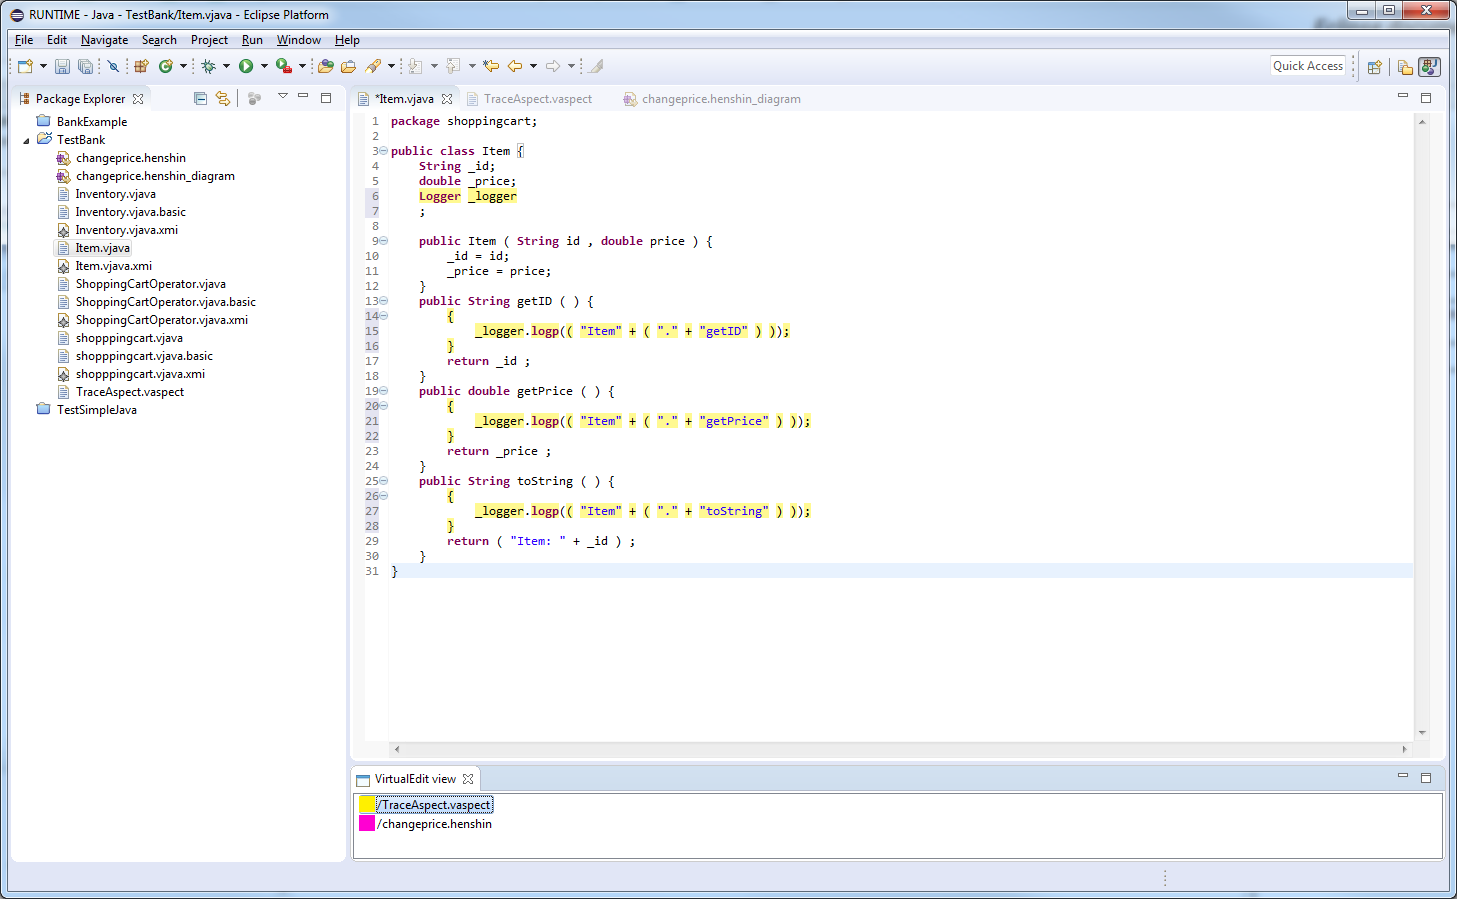 RUNTIME - Java - TestBank/Item.vjava - Eclipse Platform
File Edit Navigate Search Project Run Window Help
Quick Access
Package Explorer
BankExample
TestBank
changeprice.henshin
changeprice.henshin_diagram
Inventory.vjava
Inventory.vjava.basic
Inventory.vjava.xmi
Item.vjava
Item.vjava.xmi
ShoppingCartOperator.vjava
ShoppingCartOperator.vjava.basic
ShoppingCartOperator.vjava.xmi
shopppingcart.vjava
shopppingcart.vjava.basic
shopppingcart.vjava.xmi
TraceAspect.vaspect
TestSimpleJava
*Item.vjava TraceAspect.vaspect changeprice.henshin_diagram
1 package shoppingcart;
2
3 public class Item {
4 String _id;
5 double _price;
6 Logger _logger
7 ;
8
9 public Item ( String id , double price ) {
10 _id = id;
11 _price = price;
12 }
13 public String getID ( ) {
14 {
15 _logger.logp(( "Item" + ( "." + "getID" ) ));
16 }
17 return _id ;
18 }
19 public double getPrice ( ) {
20 {
21 _logger.logp(( "Item" + ( "." + "getPrice" ) ));
22 }
23 return _price ;
24 }
25 public String toString ( ) {
26 {
27 _logger.logp(( "Item" + ( "." + "toString" ) ));
28 }
29 return ( "Item: " + _id ) ;
30 }
31 }
VirtualEdit view
/TraceAspect.vaspect
/changeprice.henshin